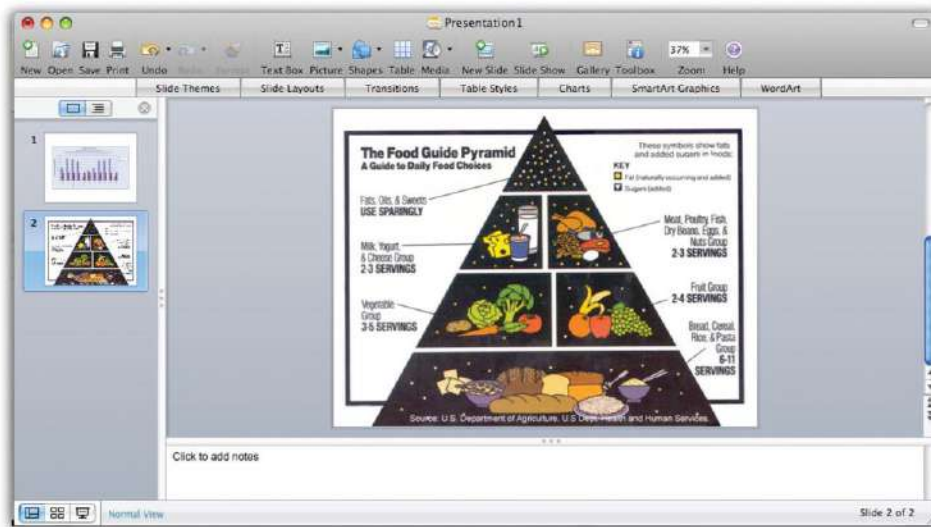 Presentation1
New Open Save Print Undo Redo Format Text Box Picture Shapes Table Media New Slide Slide Show Gallery Toolbox Zoom Help
37%
Slide Themes Slide Layouts Transitions Table Styles Charts SmartArt Graphics WordArt
1
2
The Food Guide Pyramid
A Guide to Daily Food Choices
These symbols show fats
and added sugars in foods:
KEY
Fat (naturally occurring and added)
Sugars (added)
Fats, Oils, & Sweets
USE SPARINGLY
Milk, Yogurt,
& Cheese Group
2-3 SERVINGS
Meat, Poultry, Fish,
Dry Beans, Eggs, &
Nuts Group
2-3 SERVINGS
Vegetable
Group
3-5 SERVINGS
Fruit Group
2-4 SERVINGS
Bread, Cereal,
Rice, & Pasta
Group
6-11
SERVINGS
Source: U.S. Department of Agriculture, U.S Dept. Health and Human Services
Click to add notes
Normal View
Slide 2 of 2